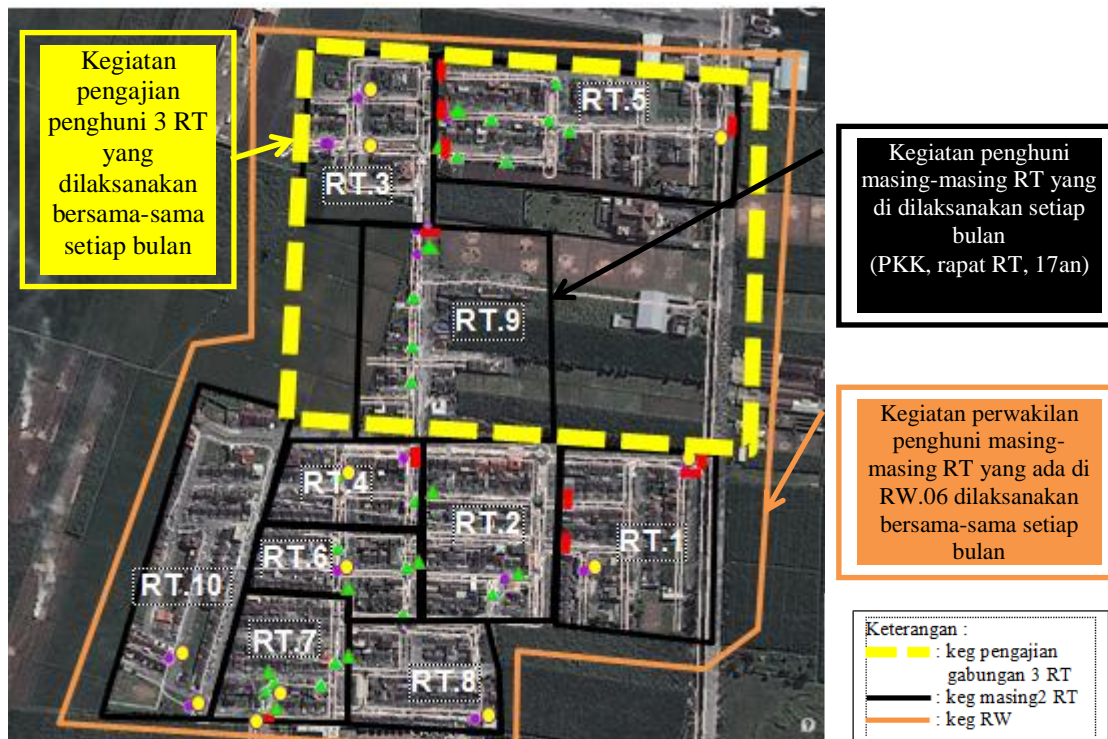 Kegiatan
pengajian
penghuni 3 RT
yang
dilaksanakan
bersama-sama
setiap bulan
RT.5
RT.3
RT.9
RT.4
RT.2
RT.1
RT.6
RT.10
RT.7
RT.8
Kegiatan penghuni
masing-masing RT yang
di dilaksanakan setiap
bulan
(PKK, rapat RT, 17an)
Kegiatan perwakilan
penghuni masing-
masing RT yang ada di
RW.06 dilaksanakan
bersama-sama setiap
bulan
Keterangan :
: keg pengajian
gabungan 3 RT
: keg masing2 RT
: keg RW